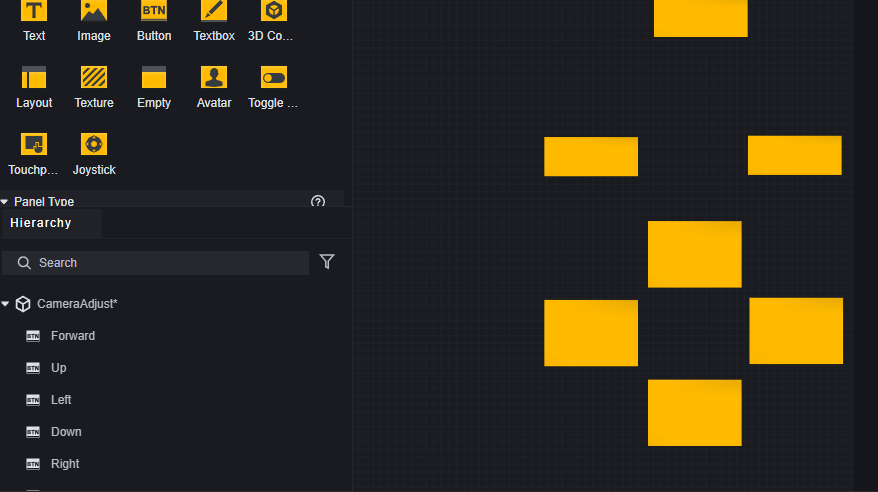 T
BTN
Text Image Button Textbox 3D Co...
Layout Texture Empty Avatar Toggle ...
Touchp... Joystick
Panel Type ?
Hierarchy
Search
CameraAdjust*
BTN Forward
BTN Up
BTN Left
BTN Down
BTN Right